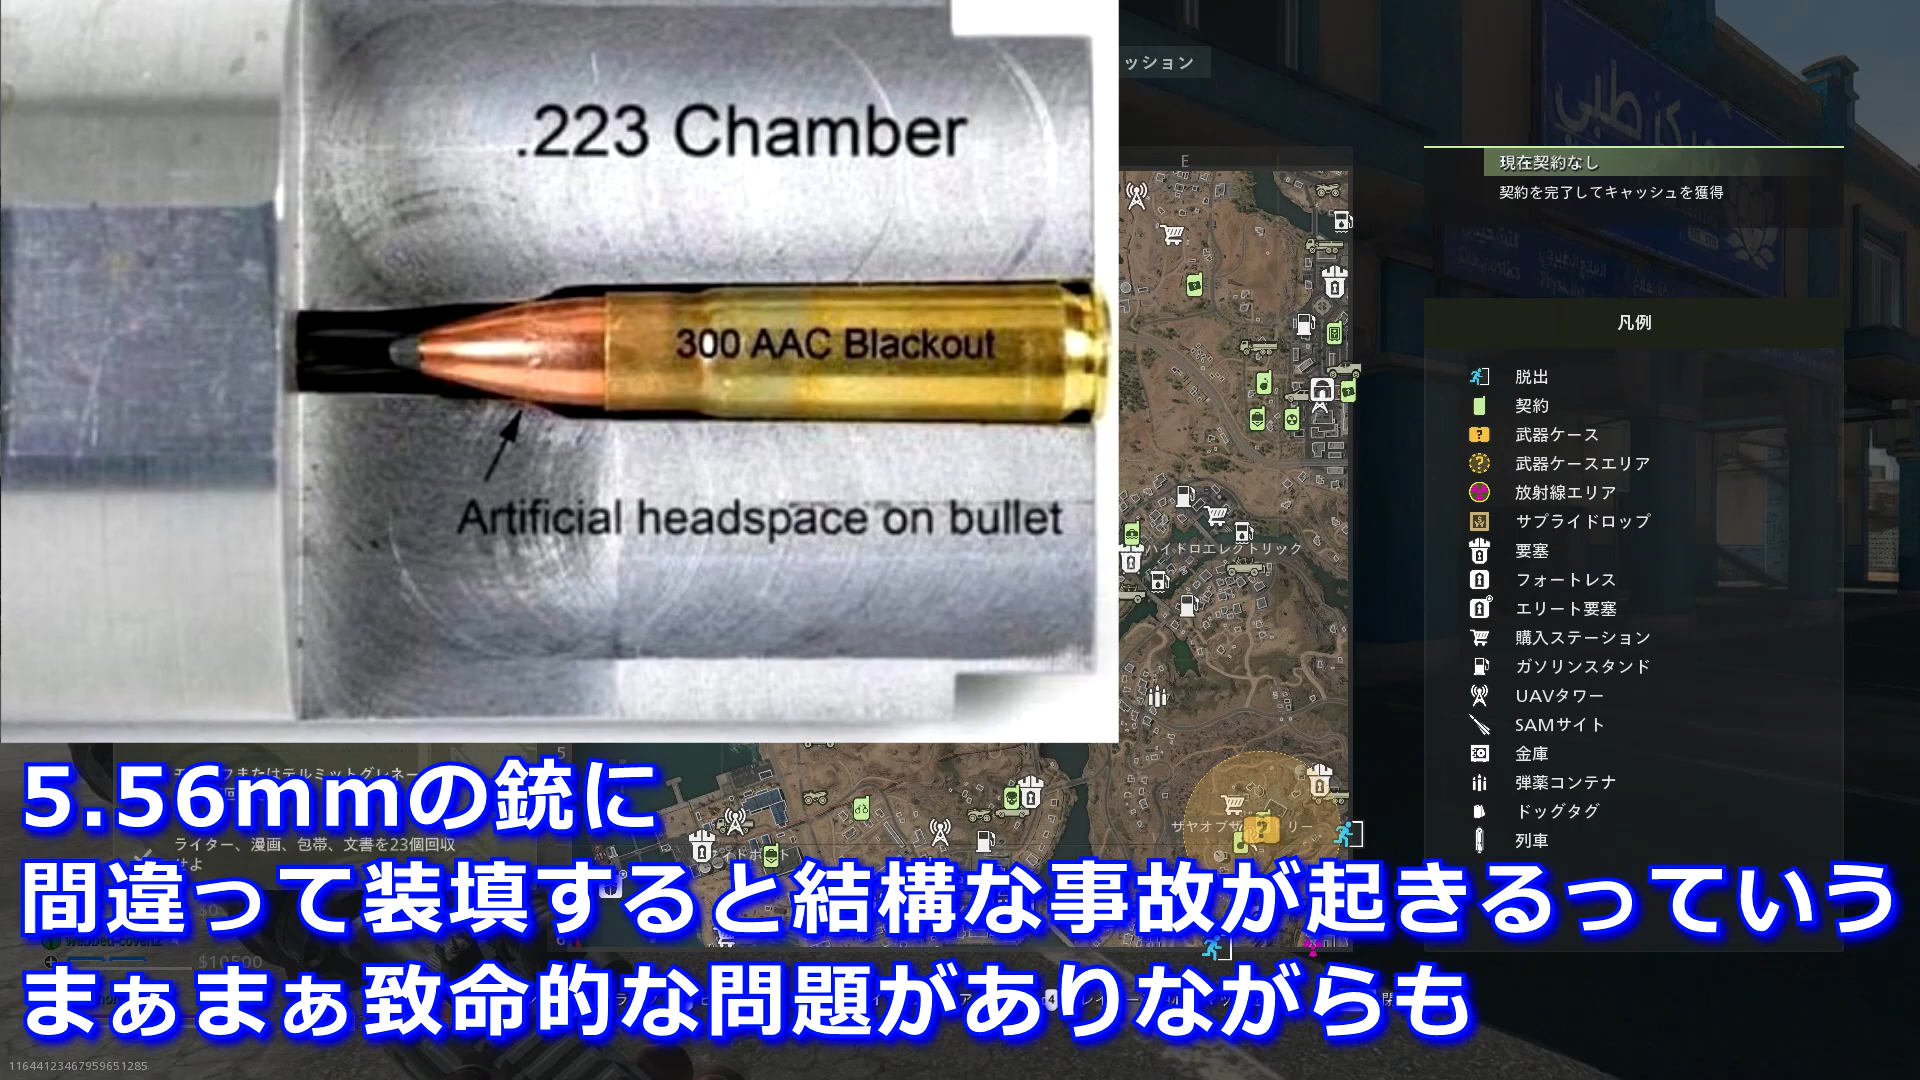 .223 Chamber
300 AAC Blackout
Artificial headspace on bullet
ッション
E
現在契約なし
契約を完了してキャッシュを獲得
凡例
脱出
契約
武器ケース
武器ケースエリア
放射線エリア
サプライドロップ
要塞
フォートレス
エリート要塞
購入ステーション
ガソリンスタンド
UAVタワー
SAMサイト
金庫
弾薬コンテナ
ドッグタグ
列車
ハイドロエレクトリック
5
ライター、漫画、包帯、文書を23個回収
せよ
5.56mmの銃に
間違って装填すると結構な事故が起きるっていう
まぁまぁ致命的な問題がありながらも
$10500
11644123467959651285